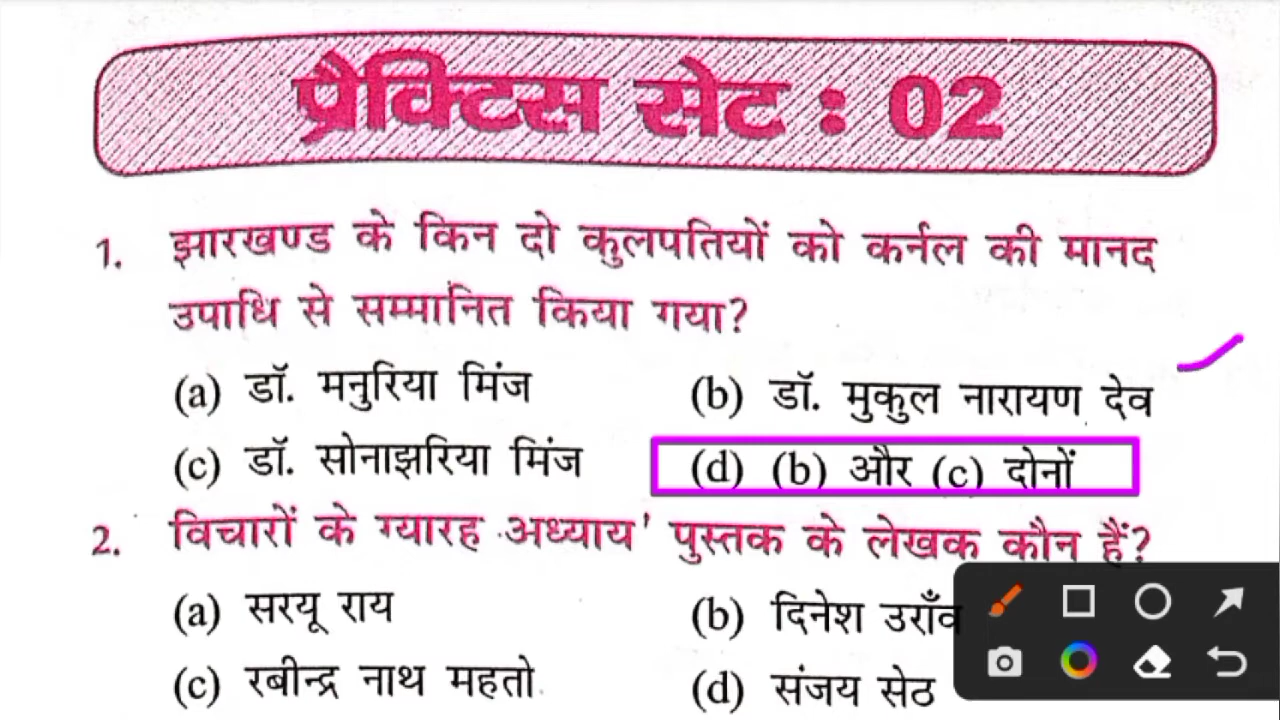 प्रैक्टिस सेट : 02
1. झारखण्ड के किन दो कुलपतियों को कर्नल की मानद
उपाधि से सम्मानित किया गया?
(a) डॉ. मनुरिया मिंज (b) डॉ. मुकुल नारायण देव
(c) डॉ. सोनाझरिया मिंज (d) (b) और (c) दोनों
2. विचारों के ग्यारह अध्याय' पुस्तक के लेखक कौन हैं?
(a) सरयू राय (b) दिनेश उराँव
(c) रबीन्द्र नाथ महतो (d) संजय सेठ